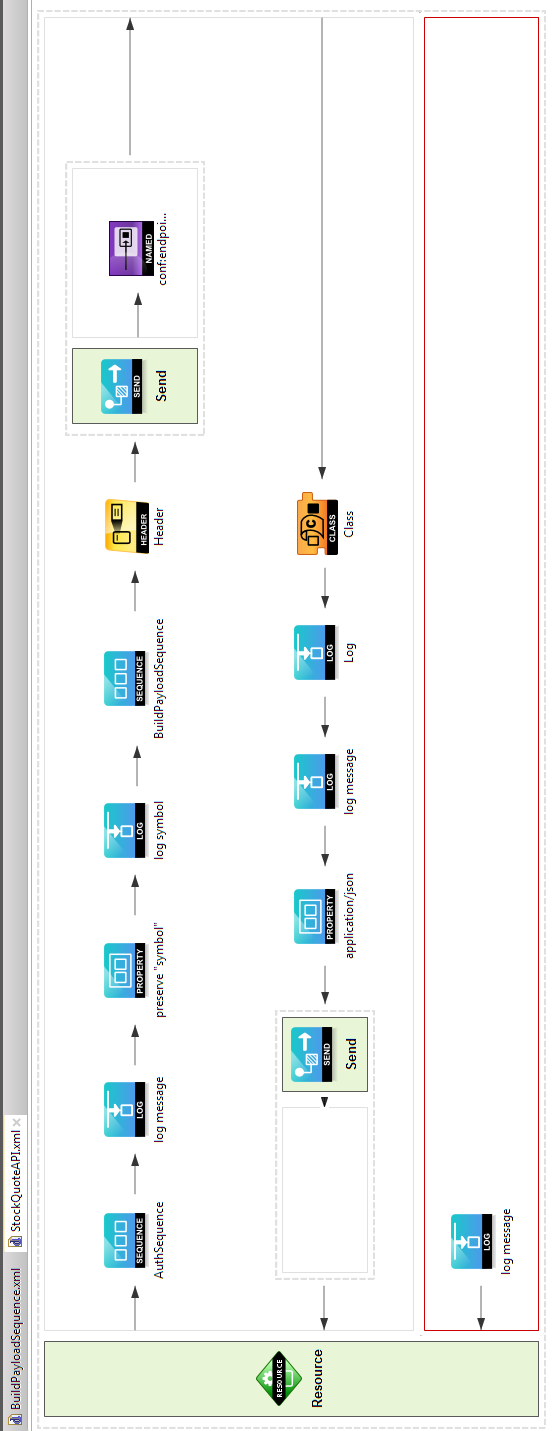 BuildPayloadSequence.xml
StockQuoteAPI.xml
RESOURCE
Resource
SEQUENCE
AuthSequence
LOG
log message
PROPERTY
preserve "symbol"
LOG
log symbol
SEQUENCE
BuildPayloadSequence
HEADER
Header
SEND
Send
NAMED
conf:endpoi...
SEND
Send
PROPERTY
application/json
LOG
log message
LOG
Log
CLASS
Class
LOG
log message